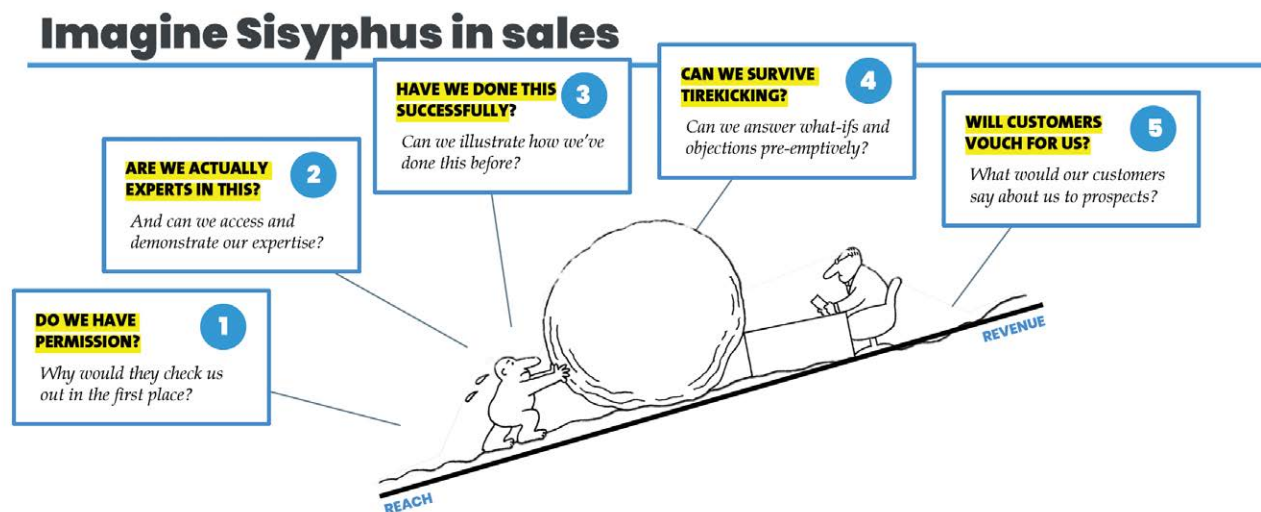 Imagine Sisyphus in sales
DO WE HAVE
PERMISSION?
1
Why would they check us
out in the first place?
ARE WE ACTUALLY
EXPERTS IN THIS?
2
And can we access and
demonstrate our expertise?
HAVE WE DONE THIS
SUCCESSFULLY?
3
Can we illustrate how we've
done this before?
CAN WE SURVIVE
TIREKICKING?
4
Can we answer what-ifs and
objections pre-emptively?
WILL CUSTOMERS
VOUCH FOR US?
5
What would our customers
say about us to prospects?
REACH
REVENUE